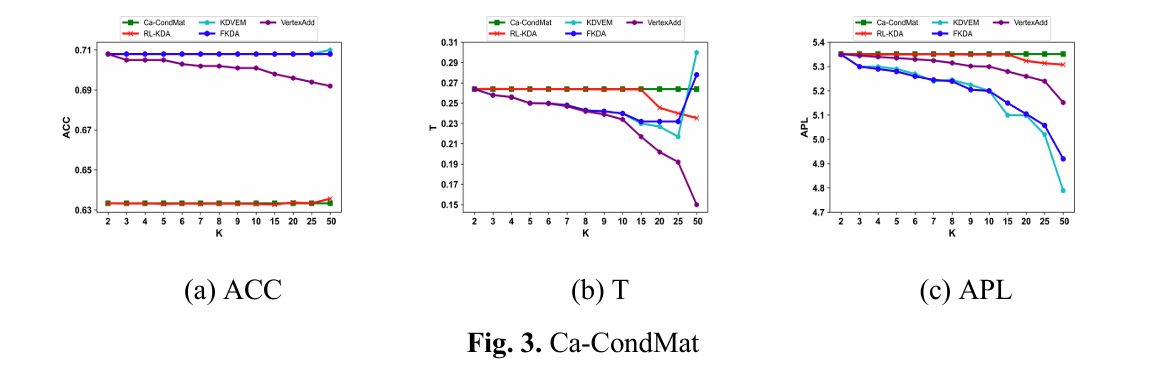 Ca-CondMat KDVEM VertexAdd
RL-KDA FKDA
0.71
0.69
0.67
0.65
0.63
ACC
2 3 4 5 6 7 8 9 10 15 20 25 50
K
Ca-CondMat KDVEM VertexAdd
RL-KDA FKDA
0.31
0.29
0.27
0.25
0.23
0.21
0.19
0.17
0.15
T
2 3 4 5 6 7 8 9 10 15 20 25 50
K
Ca-CondMat KDVEM VertexAdd
RL-KDA FKDA
5.4
5.3
5.2
5.1
5.0
4.9
4.8
4.7
APL
2 3 4 5 6 7 8 9 10 15 20 25 50
K
(a) ACC
(b) T
(c) APL
Fig. 3. Ca-CondMat